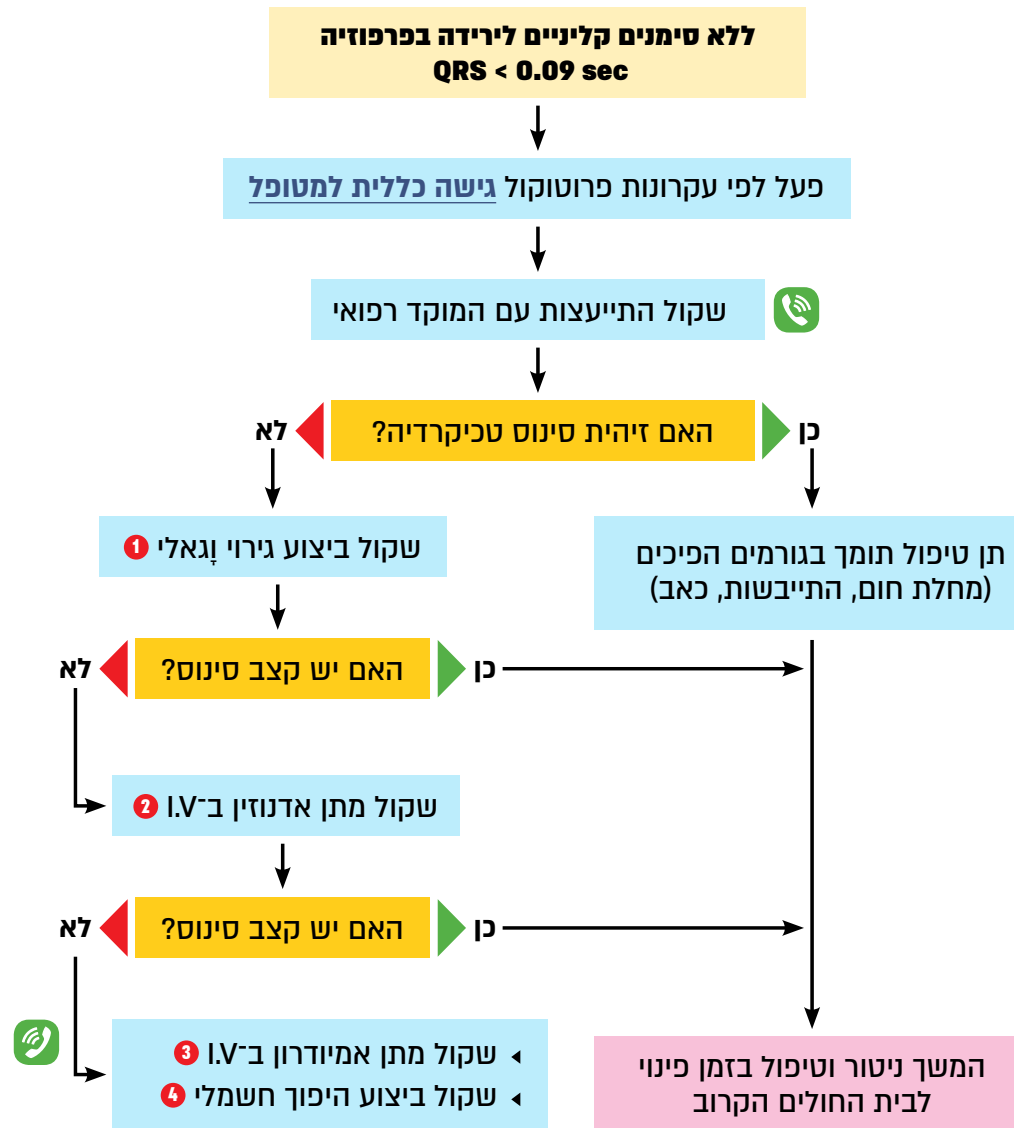 ללא סימנים קליניים לירידה בפרפוזיה
QRS < 0.09 sec
פעל לפי עקרונות פרוטוקול גישה כללית למטופל
שקול התייעצות עם המוקד רפואי
האם זיהית סינוס טכיקרדיה?
כן
לא
תן טיפול תומך בגורמים הפיכים
(מחלת חום, התייבשות, כאב)
שקול ביצוע גירוי וָגאלי 1
האם יש קצב סינוס?
כן
לא
שקול מתן אדנוזין ב־I.V 2
האם יש קצב סינוס?
כן
לא
שקול מתן אמיודרון ב־I.V 3
שקול ביצוע היפוך חשמלי 4
המשך ניטור וטיפול בזמן פינוי
לבית החולים הקרוב